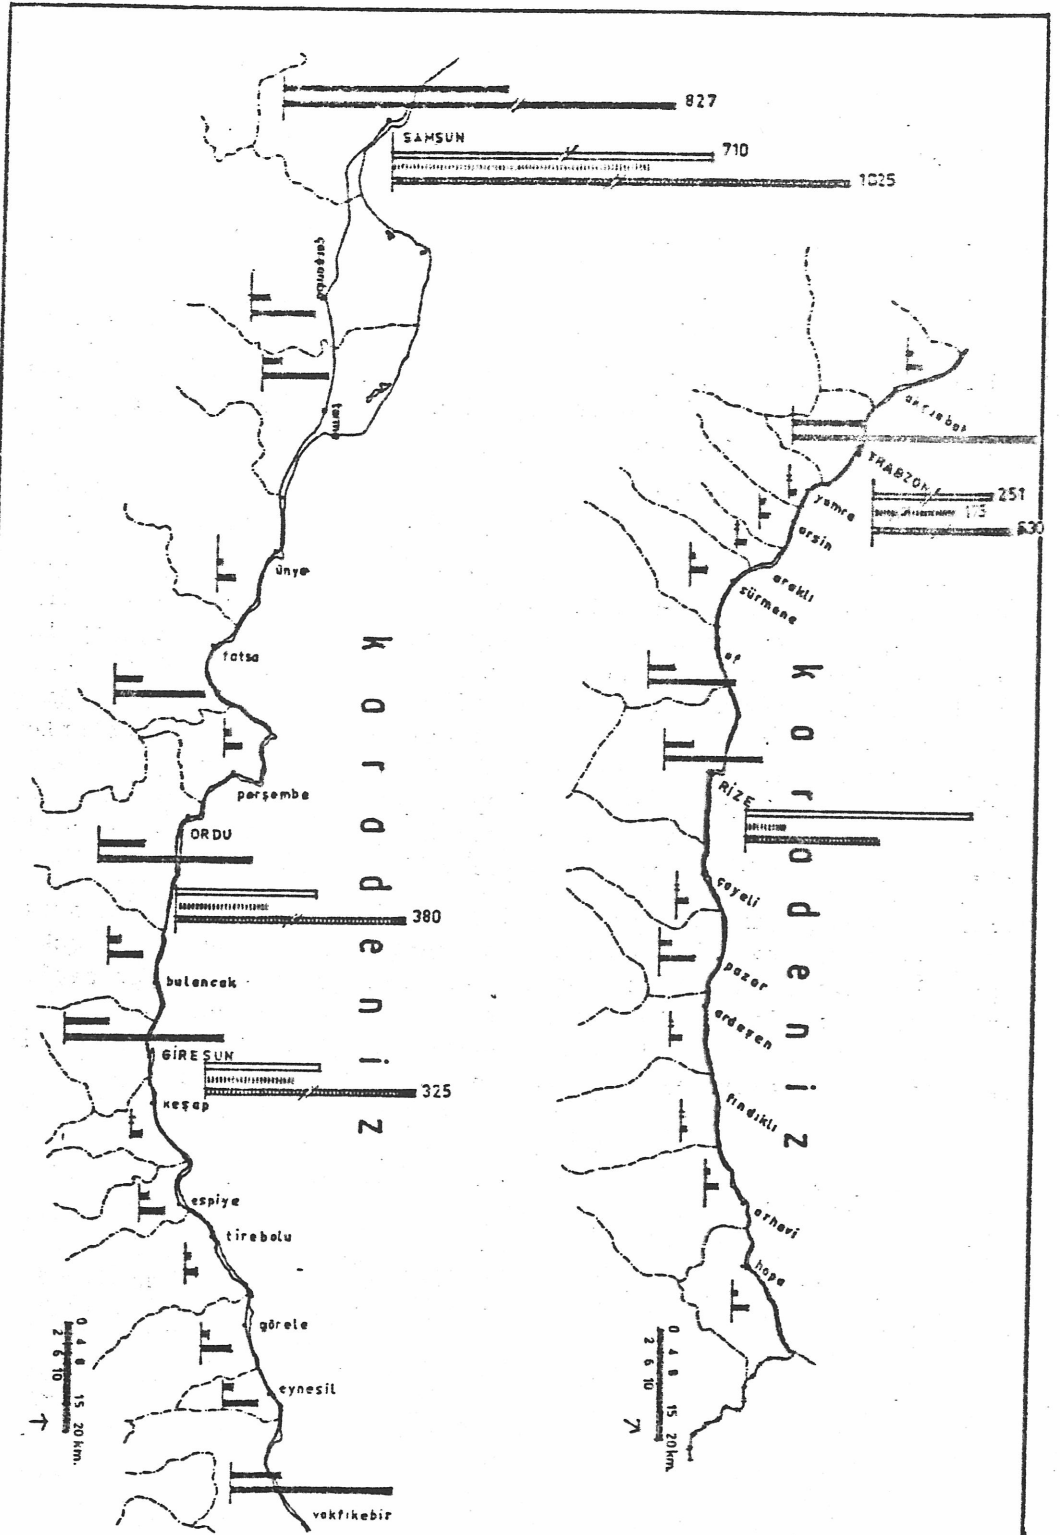 827
SAMSUN
710
1025
çarşamba
terme
ünye
fatsa
perşembe
ORDU
380
bulancak
GİRESUN
325
keşap
espiye
tirebolu
görele
eynesil
vakfıkebir
karadeniz
0 4 8 15 20 km.
2 6 10
akçaabat
TRABZON
251
173
630
yomra
arsin
araklı
sürmene
of
RİZE
çayeli
pazar
ardeşen
fındıklı
arhavi
hopa
karadeniz
0 4 8 15 20 km.
2 6 10